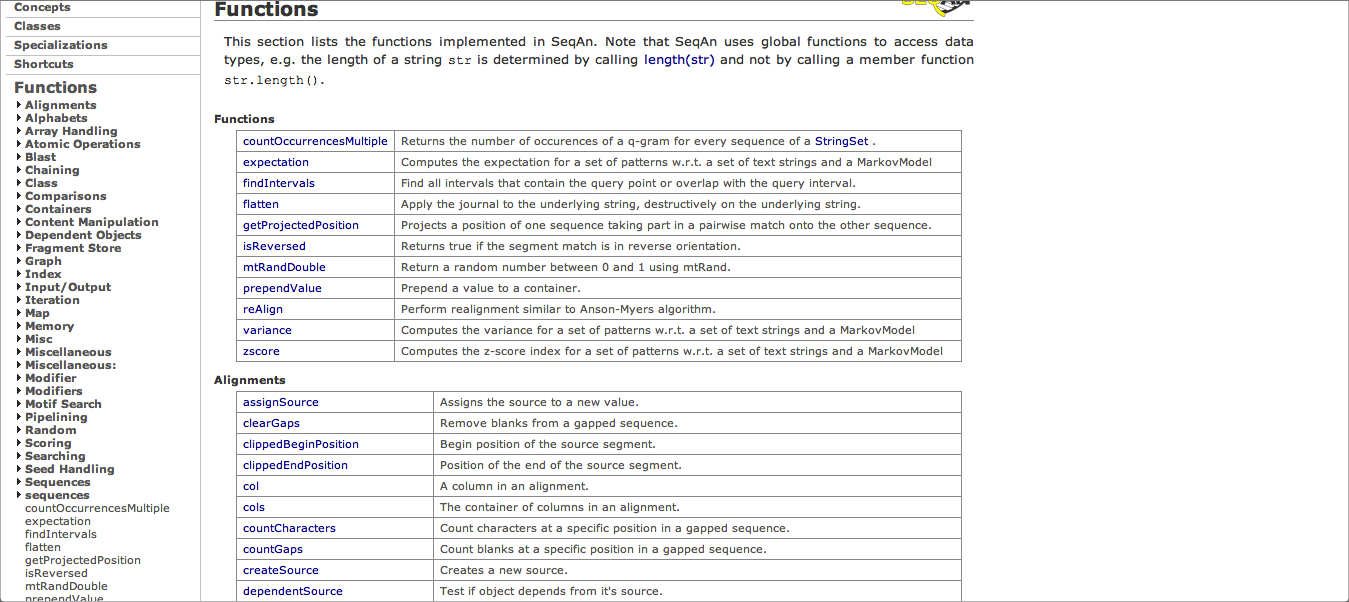 Concepts
Classes
Specializations
Shortcuts
Functions
Alignments
Alphabets
Array Handling
Atomic Operations
Blast
Chaining
Class
Comparisons
Containers
Content Manipulation
Dependent Objects
Fragment Store
Graph
Index
Input/Output
Iteration
Map
Memory
Misc
Miscellaneous
Miscellaneous:
Modifier
Modifiers
Motif Search
Pipelining
Random
Scoring
Searching
Seed Handling
Sequences
sequences
countOccurrencesMultiple
expectation
findIntervals
flatten
getProjectedPosition
isReversed
mtRandDouble
prependValue
Functions
This section lists the functions implemented in SeqAn. Note that SeqAn uses global functions to access data
types, e.g. the length of a string str is determined by calling length(str) and not by calling a member function
str.length().
Functions
countOccurrencesMultiple Returns the number of occurences of a q-gram for every sequence of a StringSet .
expectation Computes the expectation for a set of patterns w.r.t. a set of text strings and a MarkovModel
findIntervals Find all intervals that contain the query point or overlap with the query interval.
flatten Apply the journal to the underlying string, destructively on the underlying string.
getProjectedPosition Projects a position of one sequence taking part in a pairwise match onto the other sequence.
isReversed Returns true if the segment match is in reverse orientation.
mtRandDouble Return a random number between 0 and 1 using mtRand.
prependValue Prepend a value to a container.
reAlign Perform realignment similar to Anson-Myers algorithm.
variance Computes the variance for a set of patterns w.r.t. a set of text strings and a MarkovModel
zscore Computes the z-score index for a set of patterns w.r.t. a set of text strings and a MarkovModel
Alignments
assignSource Assigns the source to a new value.
clearGaps Remove blanks from a gapped sequence.
clippedBeginPosition Begin position of the source segment.
clippedEndPosition Position of the end of the source segment.
col A column in an alignment.
cols The container of columns in an alignment.
countCharacters Count characters at a specific position in a gapped sequence.
countGaps Count blanks at a specific position in a gapped sequence.
createSource Creates a new source.
dependentSource Test if object depends from it's source.